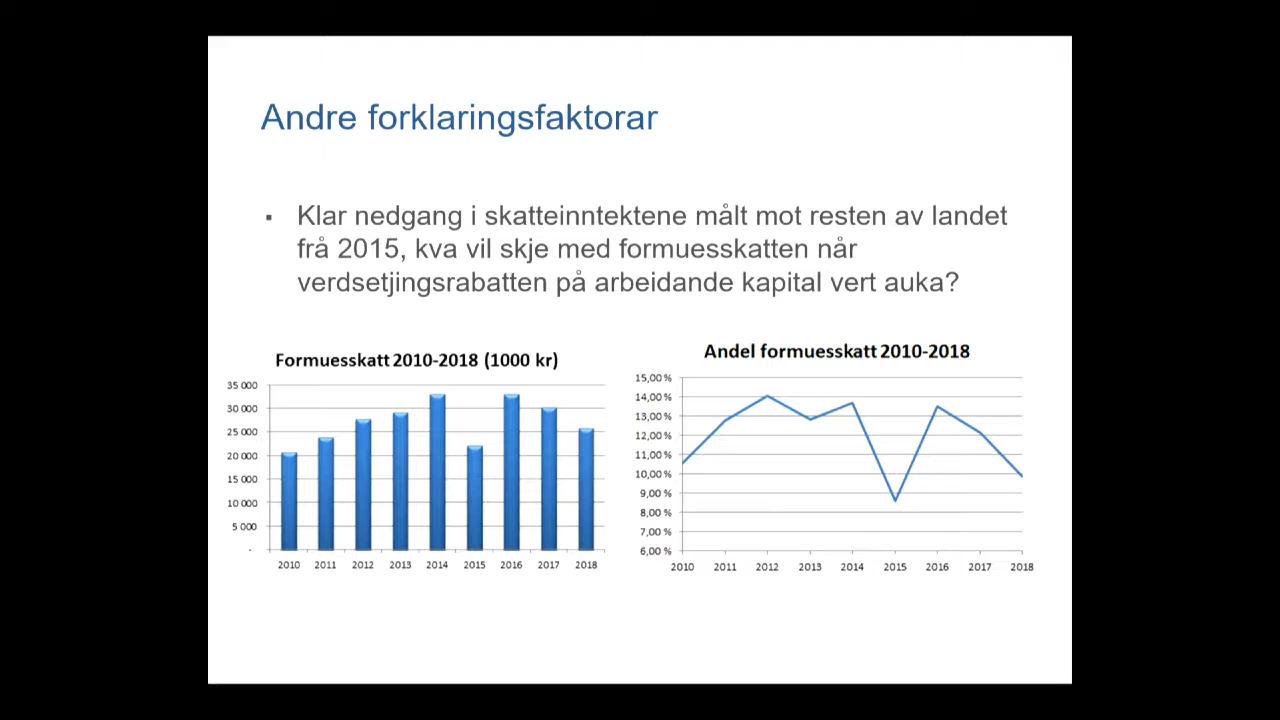 Andre forklaringsfaktorar
▪ Klar nedgang i skatteinntektene målt mot resten av landet
frå 2015, kva vil skje med formuesskatten når
verdsetjingsrabatten på arbeidande kapital vert auka?
Formuesskatt 2010-2018 (1000 kr)
35 000
30 000
25 000
20 000
15 000
10 000
5 000
-
2010 2011 2012 2013 2014 2015 2016 2017 2018
Andel formuesskatt 2010-2018
15,00 %
14,00 %
13,00 %
12,00 %
11,00 %
10,00 %
9,00 %
8,00 %
7,00 %
6,00 %
2010 2011 2012 2013 2014 2015 2016 2017 2018